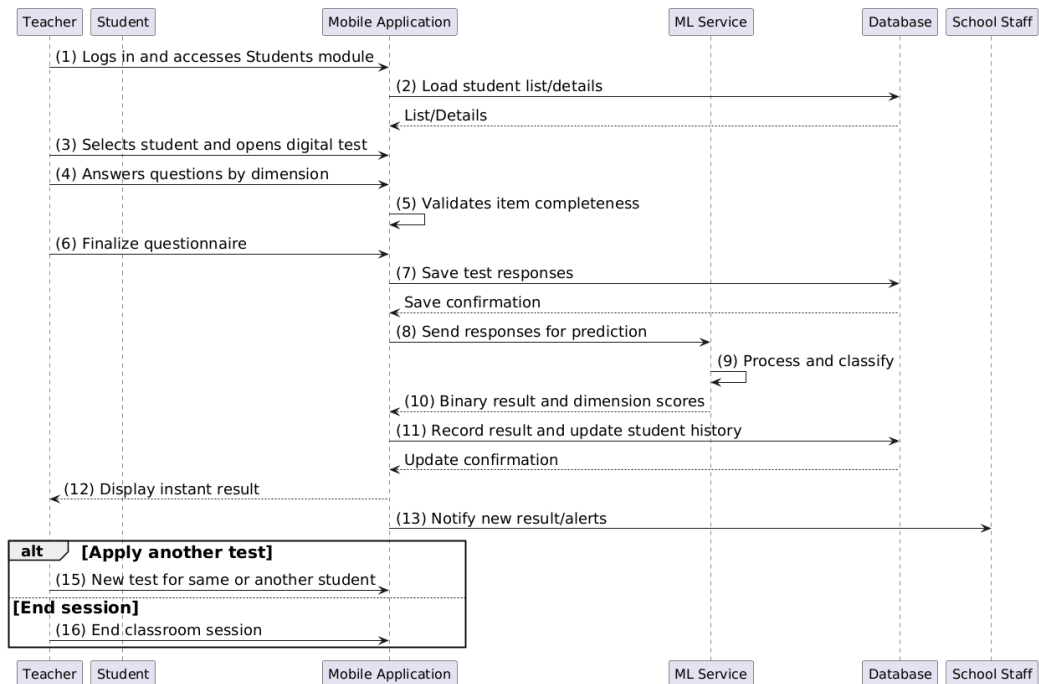 Teacher Student Mobile Application ML Service Database School Staff
(1) Logs in and accesses Students module
(2) Load student list/details
List/Details
(3) Selects student and opens digital test
(4) Answers questions by dimension
(5) Validates item completeness
(6) Finalize questionnaire
(7) Save test responses
Save confirmation
(8) Send responses for prediction
(9) Process and classify
(10) Binary result and dimension scores
(11) Record result and update student history
Update confirmation
(12) Display instant result
(13) Notify new result/alerts
alt [Apply another test]
(15) New test for same or another student
[End session]
(16) End classroom session
Teacher Student Mobile Application ML Service Database School Staff